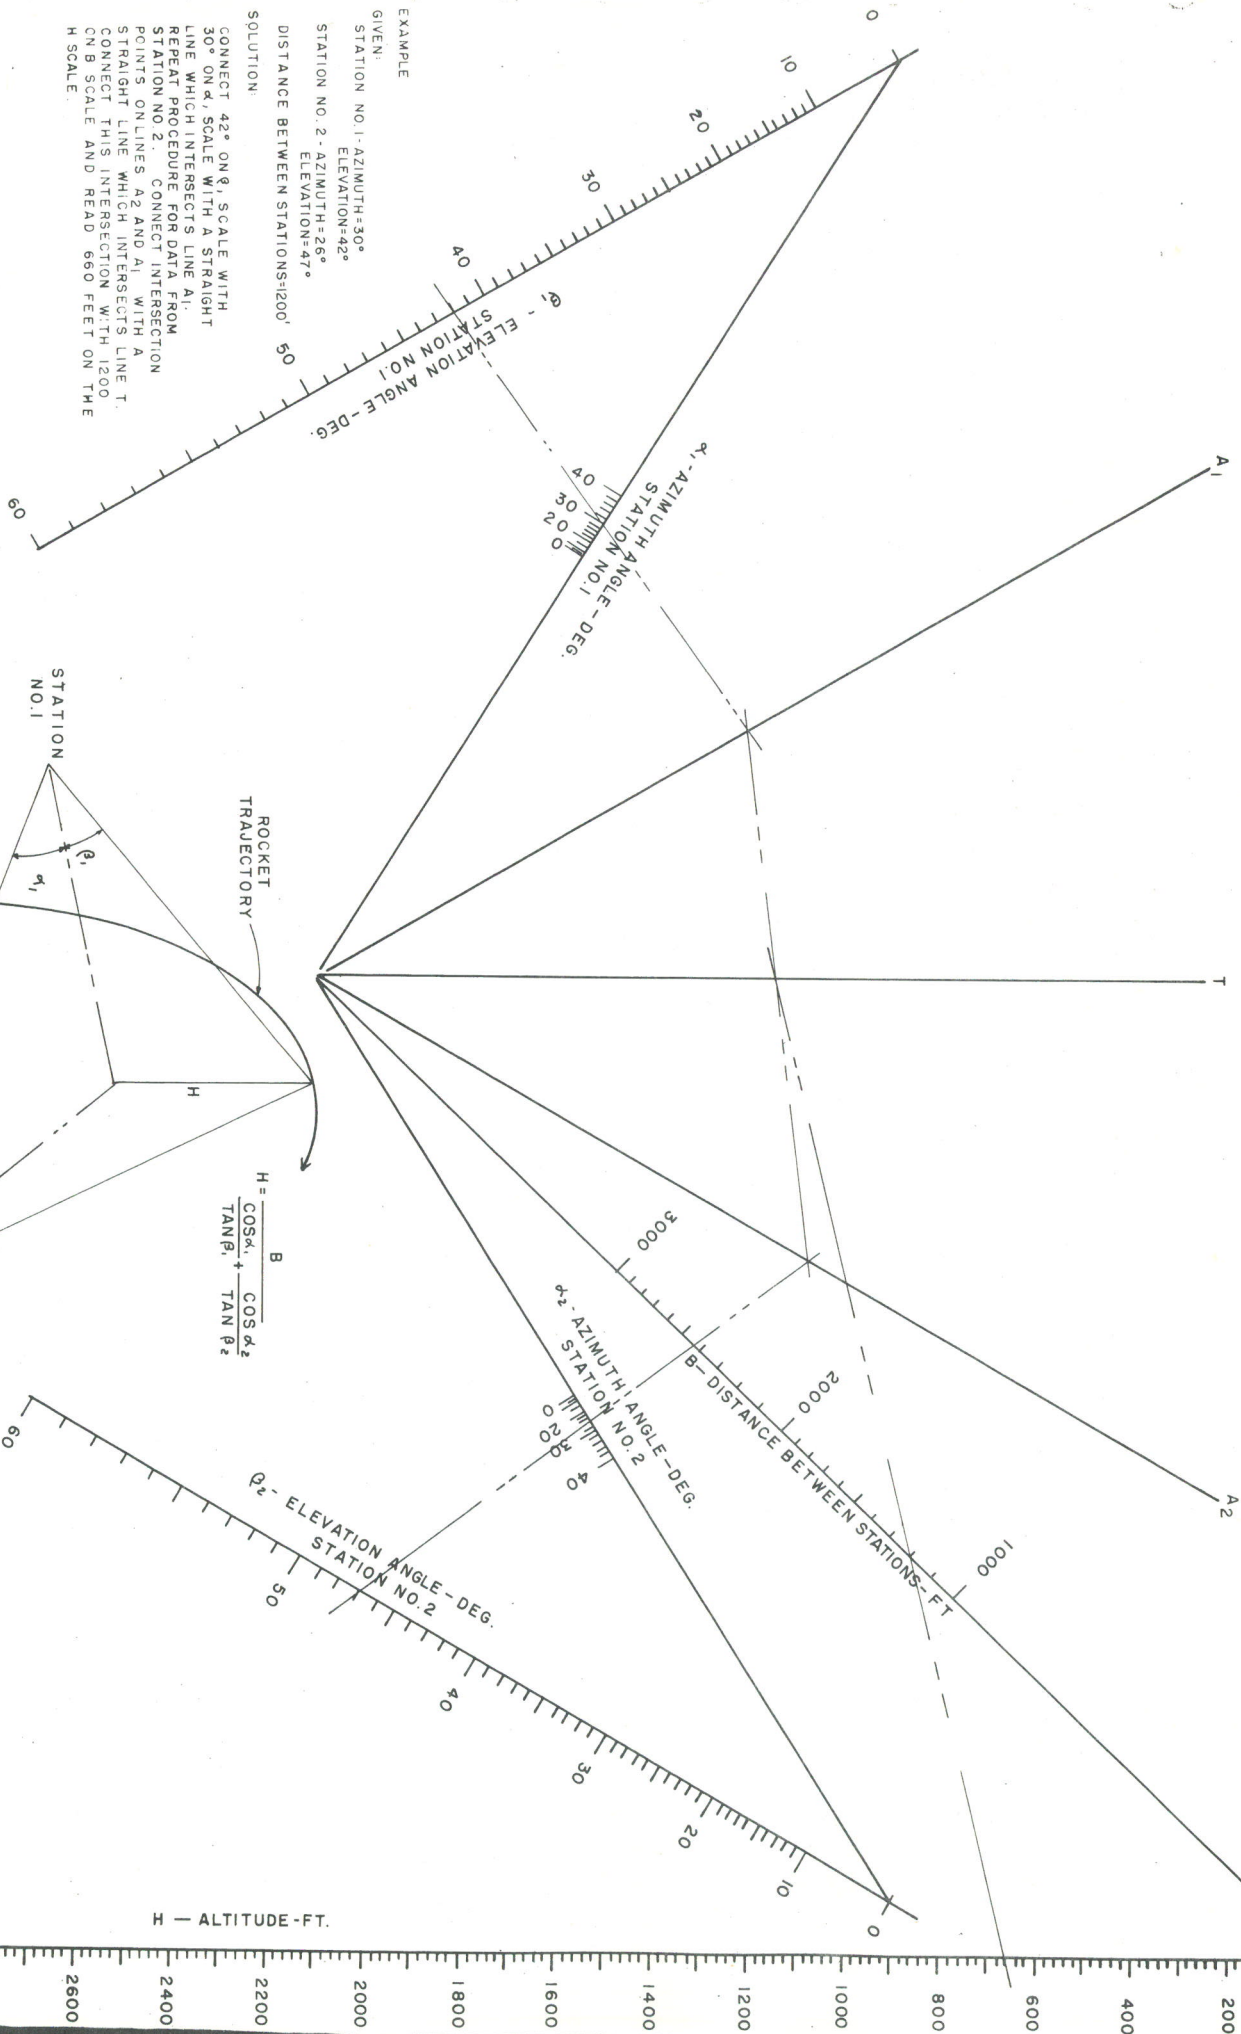 EXAMPLE
GIVEN:
STATION NO.1 - AZIMUTH=30°
ELEVATION=42°
STATION NO. 2 - AZIMUTH=26°
ELEVATION=47°
DISTANCE BETWEEN STATIONS=1200'
SOLUTION:
CONNECT 42° ON β, SCALE WITH
30° ON α, SCALE WITH A STRAIGHT
LINE WHICH INTERSECTS LINE A1.
REPEAT PROCEDURE FOR DATA FROM
STATION NO.2. CONNECT INTERSECTION
POINTS ON LINES A2 AND A1 WITH A
STRAIGHT LINE WHICH INTERSECTS LINE T.
CONNECT THIS INTERSECTION WITH 1200
ON B SCALE AND READ 660 FEET ON THE
H SCALE.
0
10
20
30
40
50
60
β₁ - ELEVATION ANGLE-DEG.
STATION NO.1
α₁-AZIMUTH ANGLE-DEG.
STATION NO.1
40
30
20
0
A₁
T
A₂
STATION
NO.1
β₁
α₁
ROCKET
TRAJECTORY
H
H = B
COSα₁ + COS α₂
TANβ₁ TAN β₂
3000
2000
1000
B-DISTANCE BETWEEN STATIONS-FT
α₂-AZIMUTH ANGLE-DEG.
STATION NO.2
0
20
30
40
β₂- ELEVATION ANGLE-DEG.
STATION NO.2
60
50
40
30
20
10
0
H — ALTITUDE-FT.
2600
2400
2200
2000
1800
1600
1400
1200
1000
800
600
400
200